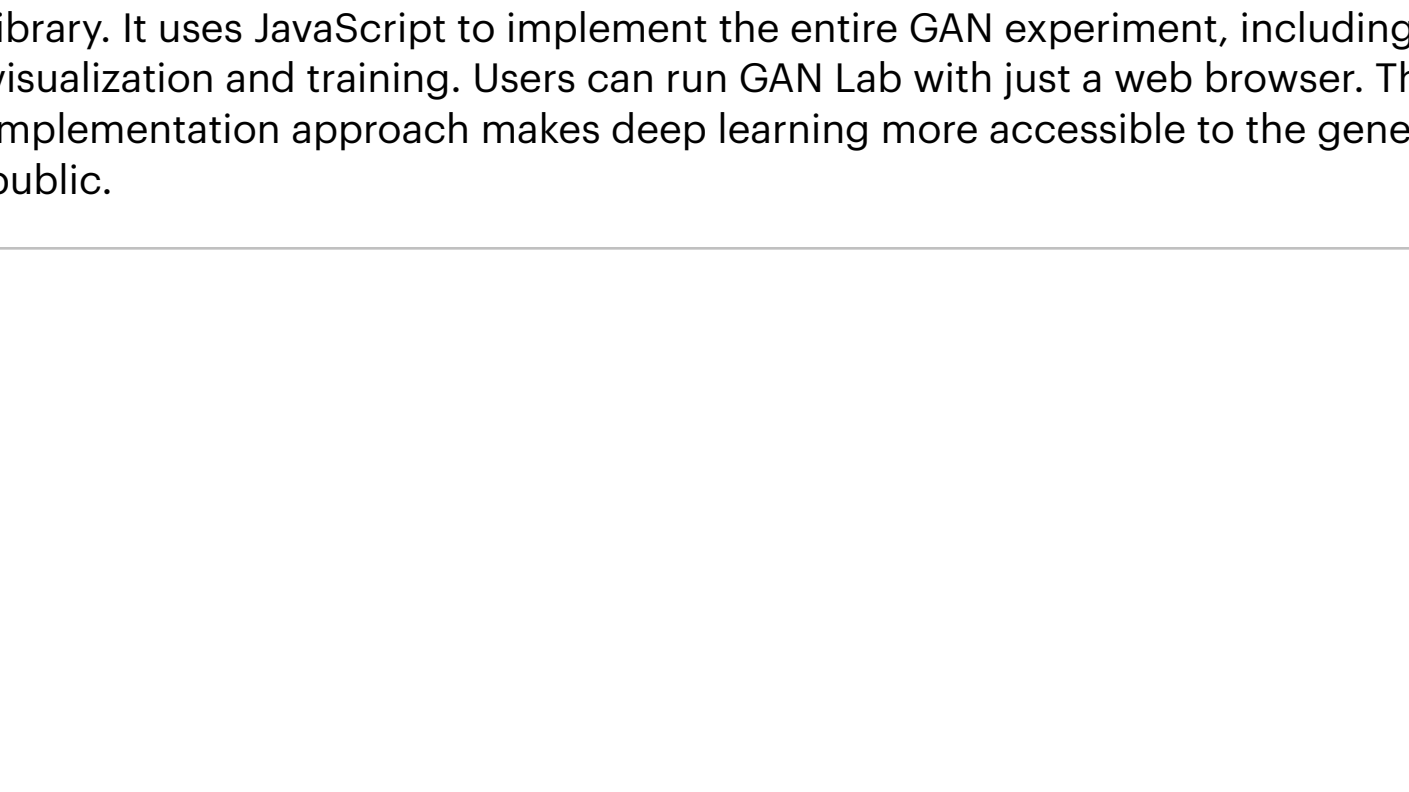 ibrary. It uses JavaScript to implement the entire GAN experiment, including
visualization and training. Users can run GAN Lab with just a web browser. Th
mplementation approach makes deep learning more accessible to the gene
public.